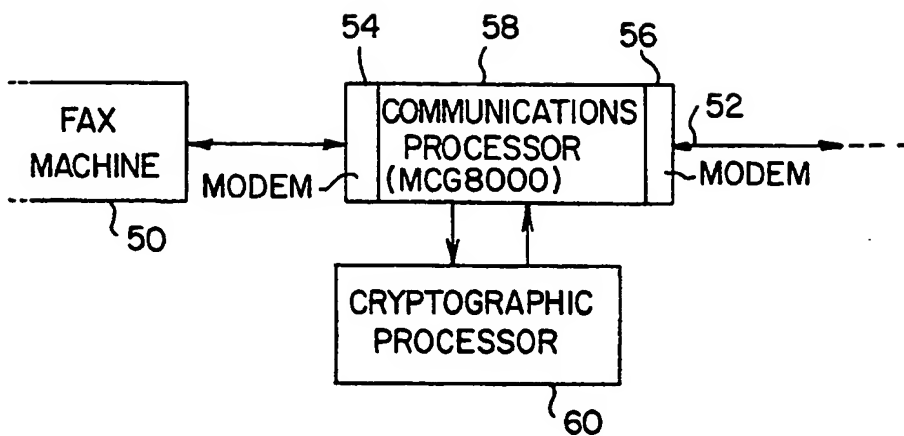 54
58
56
FAX
MACHINE
COMMUNICATIONS
PROCESSOR
(MCG8000)
52
MODEM
MODEM
50
CRYPTOGRAPHIC
PROCESSOR
60